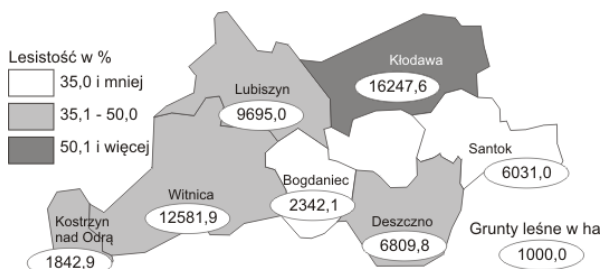 Lesistość w %
35,0 i mniej
35,1 - 50,0
50,1 i więcej
Kłodawa
16247,6
Lubiszyn
9695,0
Santok
6031,0
Bogdaniec
2342,1
Witnica
12581,9
Deszczno
6809,8
Kostrzyn
nad Odrą
1842,9
Grunty leśne w ha
1000,0